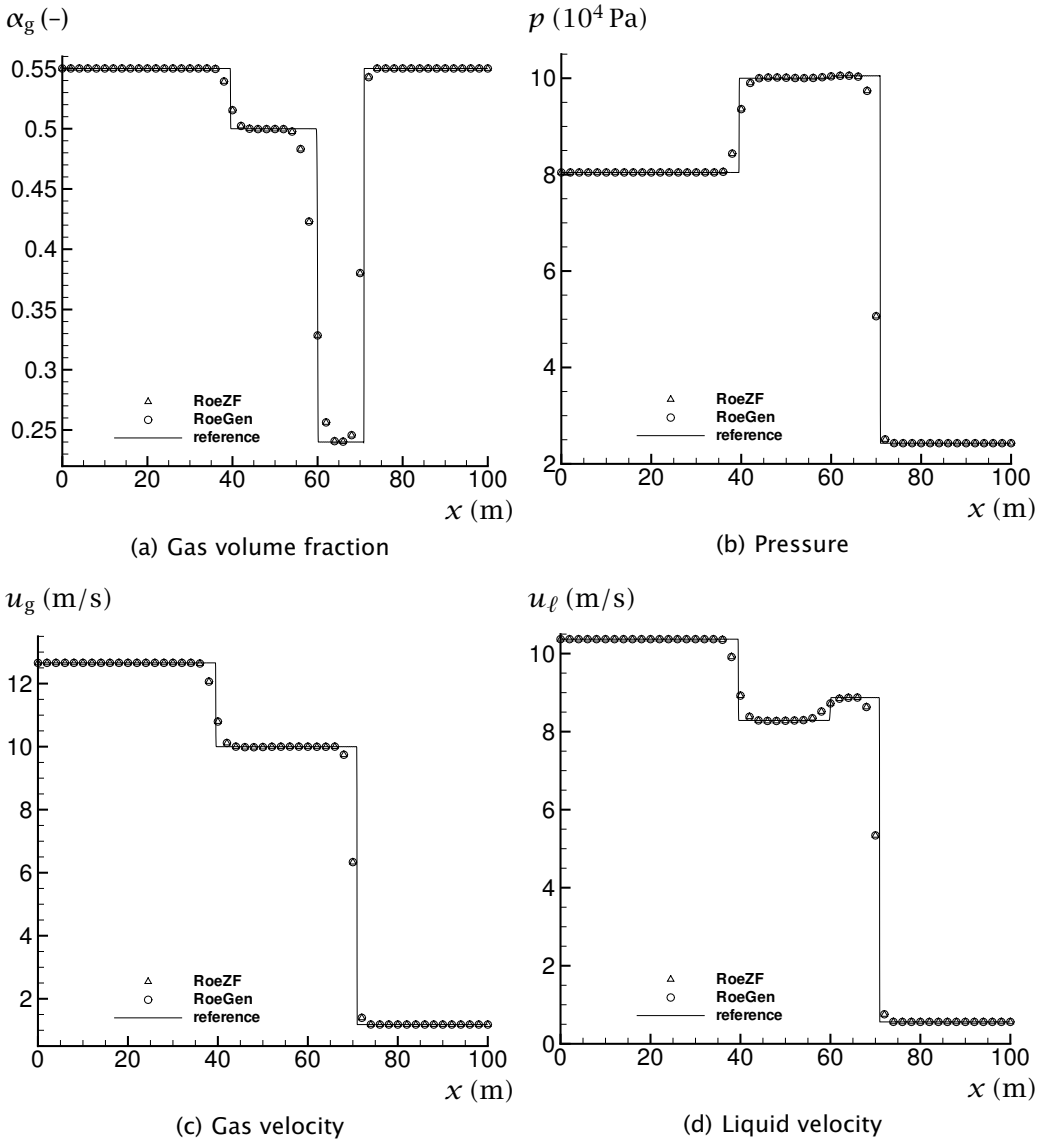 αg (–)
0.55
0.5
0.45
0.4
0.35
0.3
0.25
RoeZF
RoeGen
reference
0 20 40 60 80 100
x (m)
(a) Gas volume fraction
p (10⁴ Pa)
10
8
6
4
2
RoeZF
RoeGen
reference
0 20 40 60 80 100
x (m)
(b) Pressure
ug (m/s)
12
10
8
6
4
2
RoeZF
RoeGen
reference
0 20 40 60 80 100
x (m)
(c) Gas velocity
uℓ (m/s)
10
8
6
4
2
0
RoeZF
RoeGen
reference
0 20 40 60 80 100
x (m)
(d) Liquid velocity